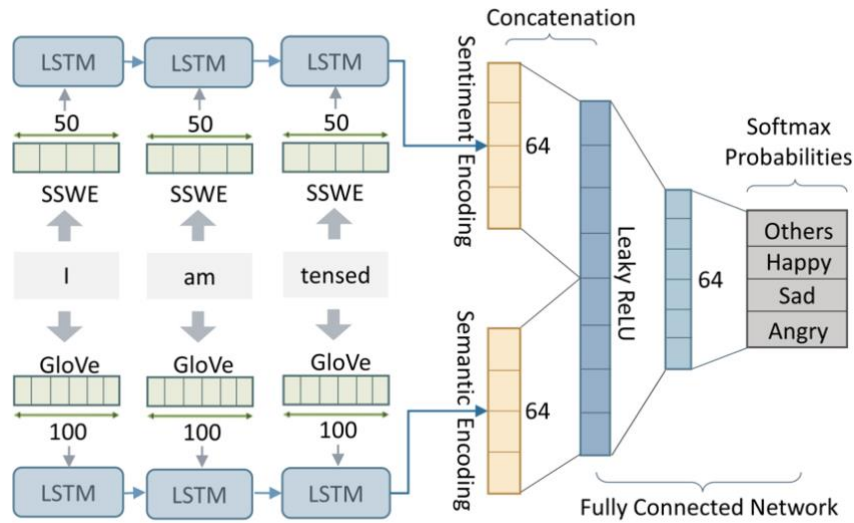 Concatenation
LSTM LSTM LSTM
50 50 50
SSWE SSWE SSWE
I am tensed
GloVe GloVe GloVe
100 100 100
LSTM LSTM LSTM
Sentiment Encoding
64
Semantic Encoding
64
Leaky ReLU
64
Softmax
Probabilities
Others
Happy
Sad
Angry
Fully Connected Network